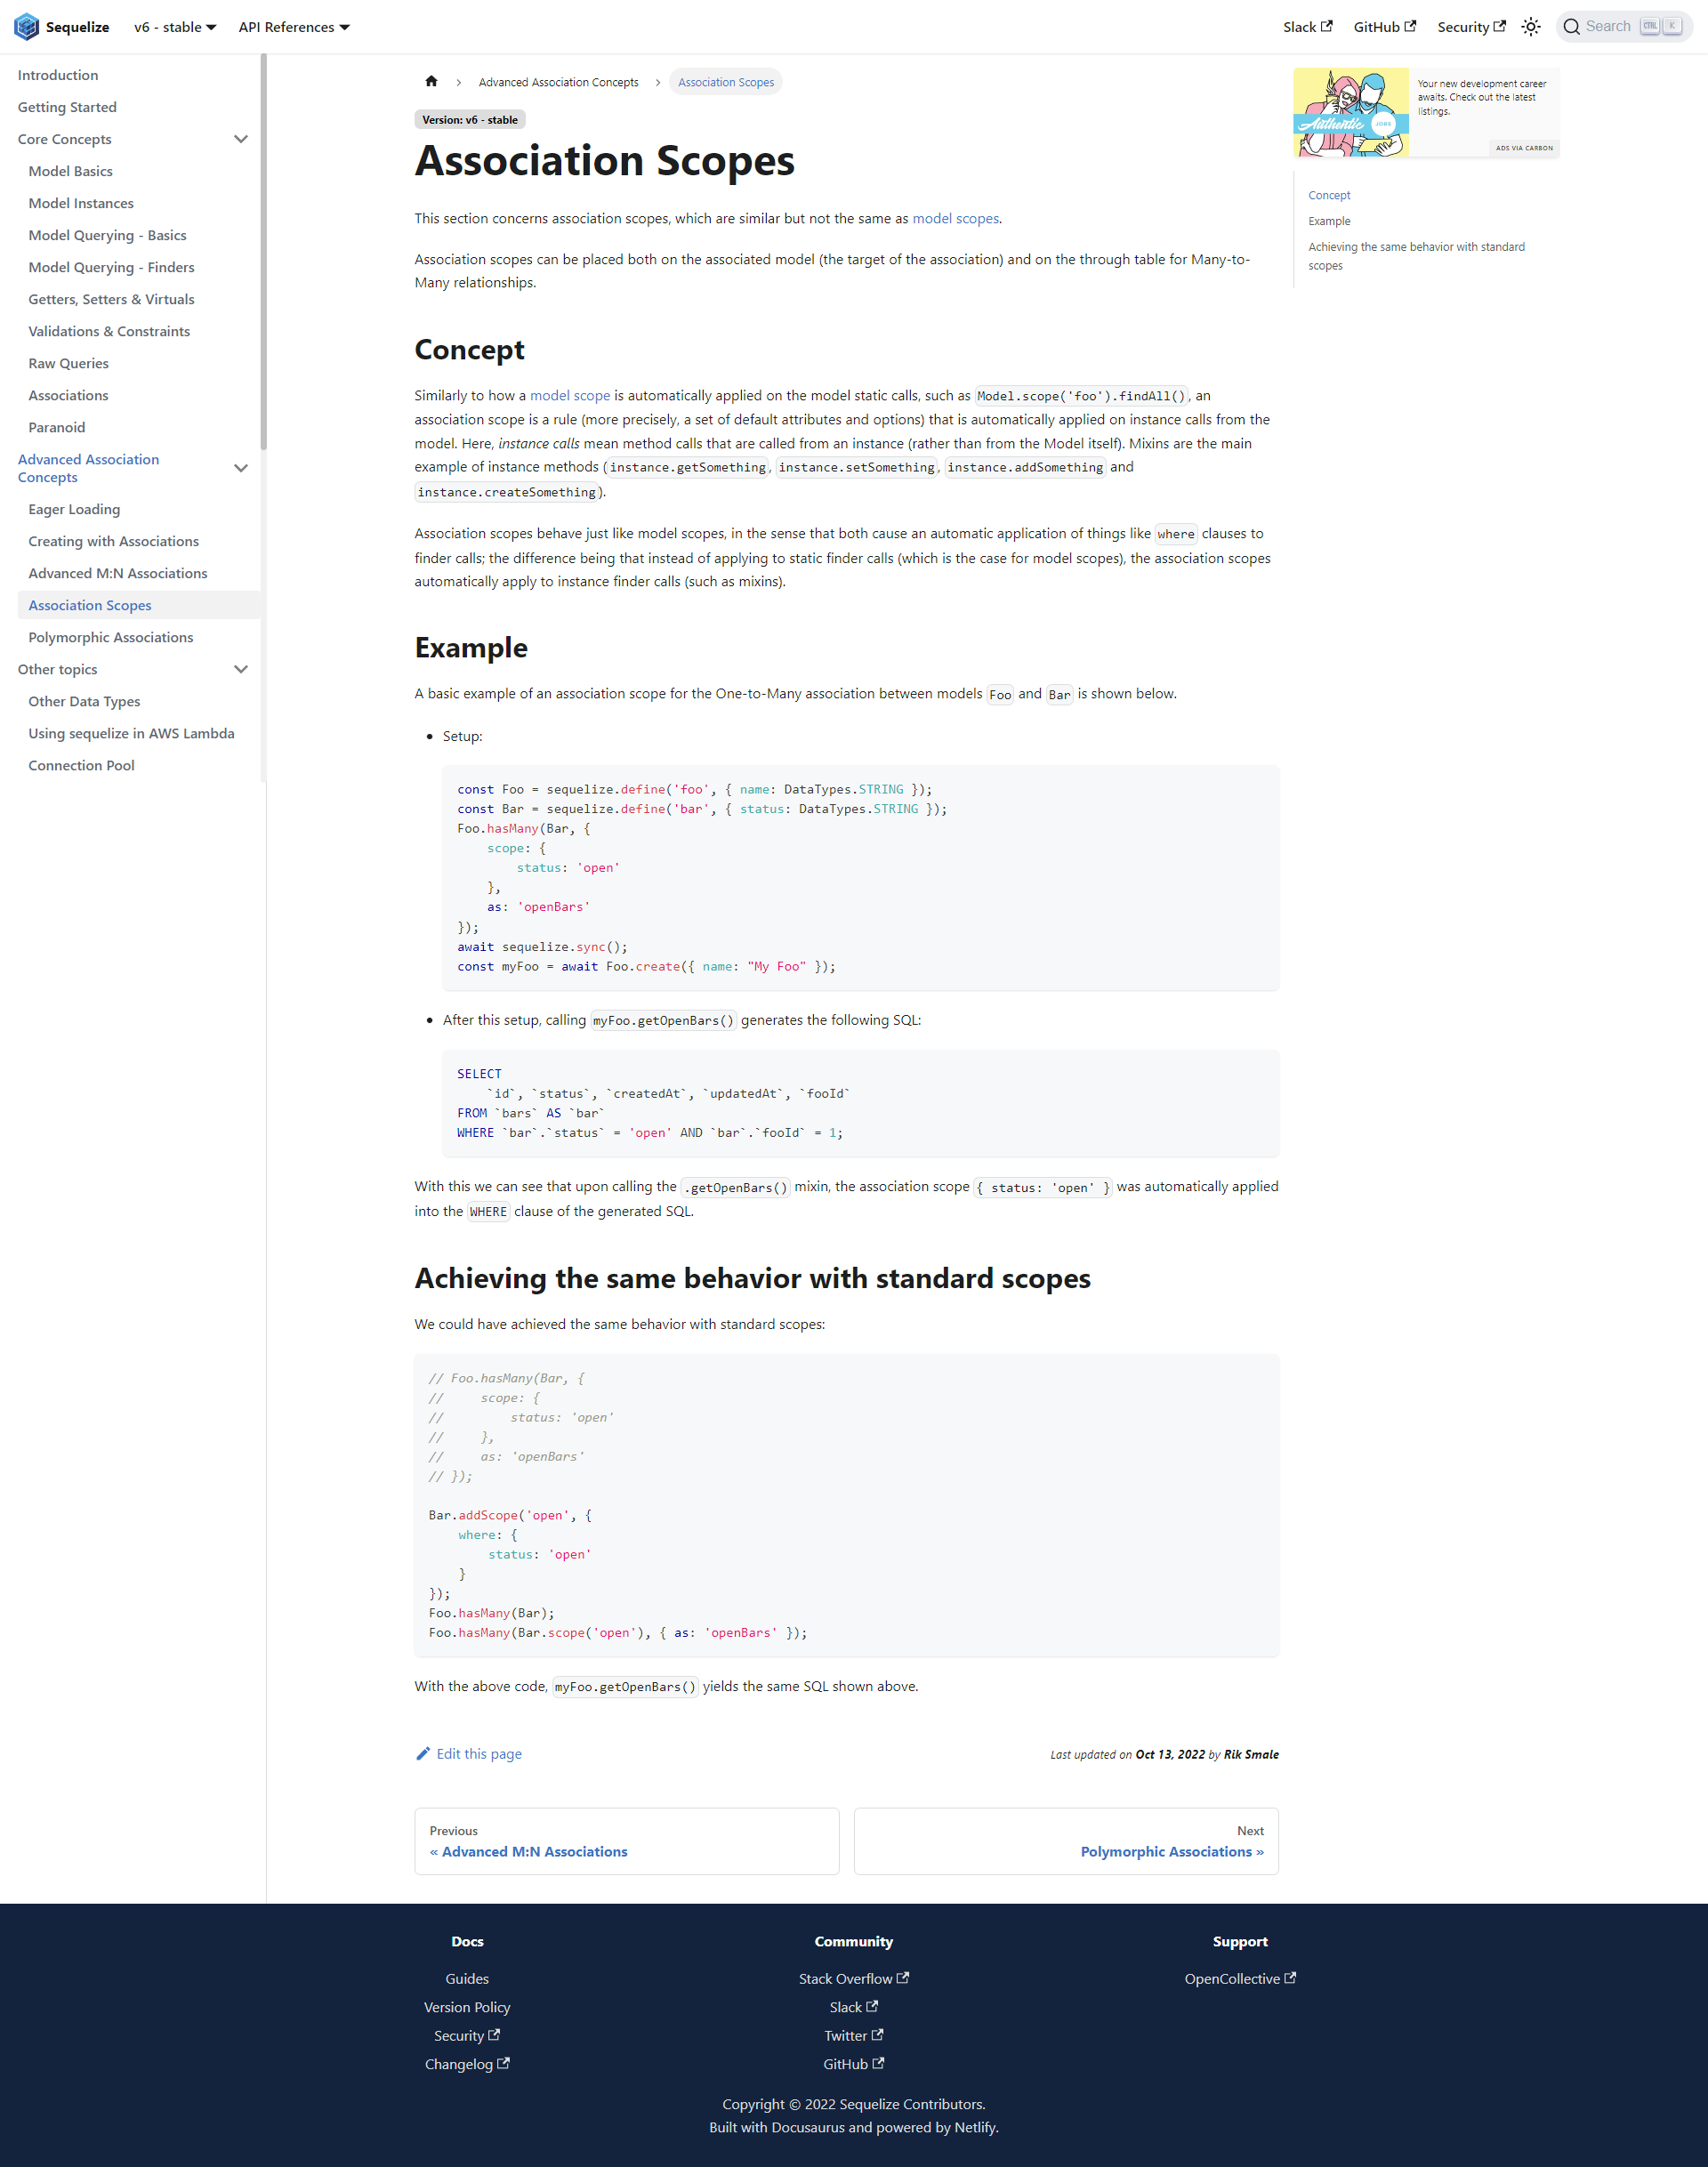 Sequelize
v6 - stable
API References
Slack
GitHub
Security
Search
CTRL
K
Introduction
Getting Started
Core Concepts
Model Basics
Model Instances
Model Querying - Basics
Model Querying - Finders
Getters, Setters & Virtuals
Validations & Constraints
Raw Queries
Associations
Paranoid
Advanced Association
Concepts
Eager Loading
Creating with Associations
Advanced M:N Associations
Association Scopes
Polymorphic Associations
Other topics
Other Data Types
Using sequelize in AWS Lambda
Connection Pool
Advanced Association Concepts
Association Scopes
Version: v6 - stable
Association Scopes
This section concerns association scopes, which are similar but not the same as model scopes.
Association scopes can be placed both on the associated model (the target of the association) and on the through table for Many-to-
Many relationships.
Concept
Similarly to how a model scope is automatically applied on the model static calls, such as Model.scope('foo').findAll(), an
association scope is a rule (more precisely, a set of default attributes and options) that is automatically applied on instance calls from the
model. Here, instance calls mean method calls that are called from an instance (rather than from the Model itself). Mixins are the main
example of instance methods (instance.getSomething, instance.setSomething, instance.addSomething and
instance.createSomething).
Association scopes behave just like model scopes, in the sense that both cause an automatic application of things like where clauses to
finder calls; the difference being that instead of applying to static finder calls (which is the case for model scopes), the association scopes
automatically apply to instance finder calls (such as mixins).
Example
A basic example of an association scope for the One-to-Many association between models Foo and Bar is shown below.
• Setup:
const Foo = sequelize.define('foo', { name: DataTypes.STRING });
const Bar = sequelize.define('bar', { status: DataTypes.STRING });
Foo.hasMany(Bar, {
    scope: {
        status: 'open'
    },
    as: 'openBars'
});
await sequelize.sync();
const myFoo = await Foo.create({ name: "My Foo" });
• After this setup, calling myFoo.getOpenBars() generates the following SQL:
SELECT
    `id`, `status`, `createdAt`, `updatedAt`, `fooId`
FROM `bars` AS `bar`
WHERE `bar`.`status` = 'open' AND `bar`.`fooId` = 1;
With this we can see that upon calling the .getOpenBars() mixin, the association scope { status: 'open' } was automatically applied
into the WHERE clause of the generated SQL.
Achieving the same behavior with standard scopes
We could have achieved the same behavior with standard scopes:
// Foo.hasMany(Bar, {
//     scope: {
//         status: 'open'
//     },
//     as: 'openBars'
// });
Bar.addScope('open', {
    where: {
        status: 'open'
    }
});
Foo.hasMany(Bar);
Foo.hasMany(Bar.scope('open'), { as: 'openBars' });
With the above code, myFoo.getOpenBars() yields the same SQL shown above.
Edit this page
Last updated on Oct 13, 2022 by Rik Smale
Previous
« Advanced M:N Associations
Next
Polymorphic Associations »
Authentic
JOBS
Your new development career
awaits. Check out the latest
listings.
ADS VIA CARBON
Concept
Example
Achieving the same behavior with standard
scopes
Docs
Guides
Version Policy
Security
Changelog
Community
Stack Overflow
Slack
Twitter
GitHub
Support
OpenCollective
Copyright © 2022 Sequelize Contributors.
Built with Docusaurus and powered by Netlify.